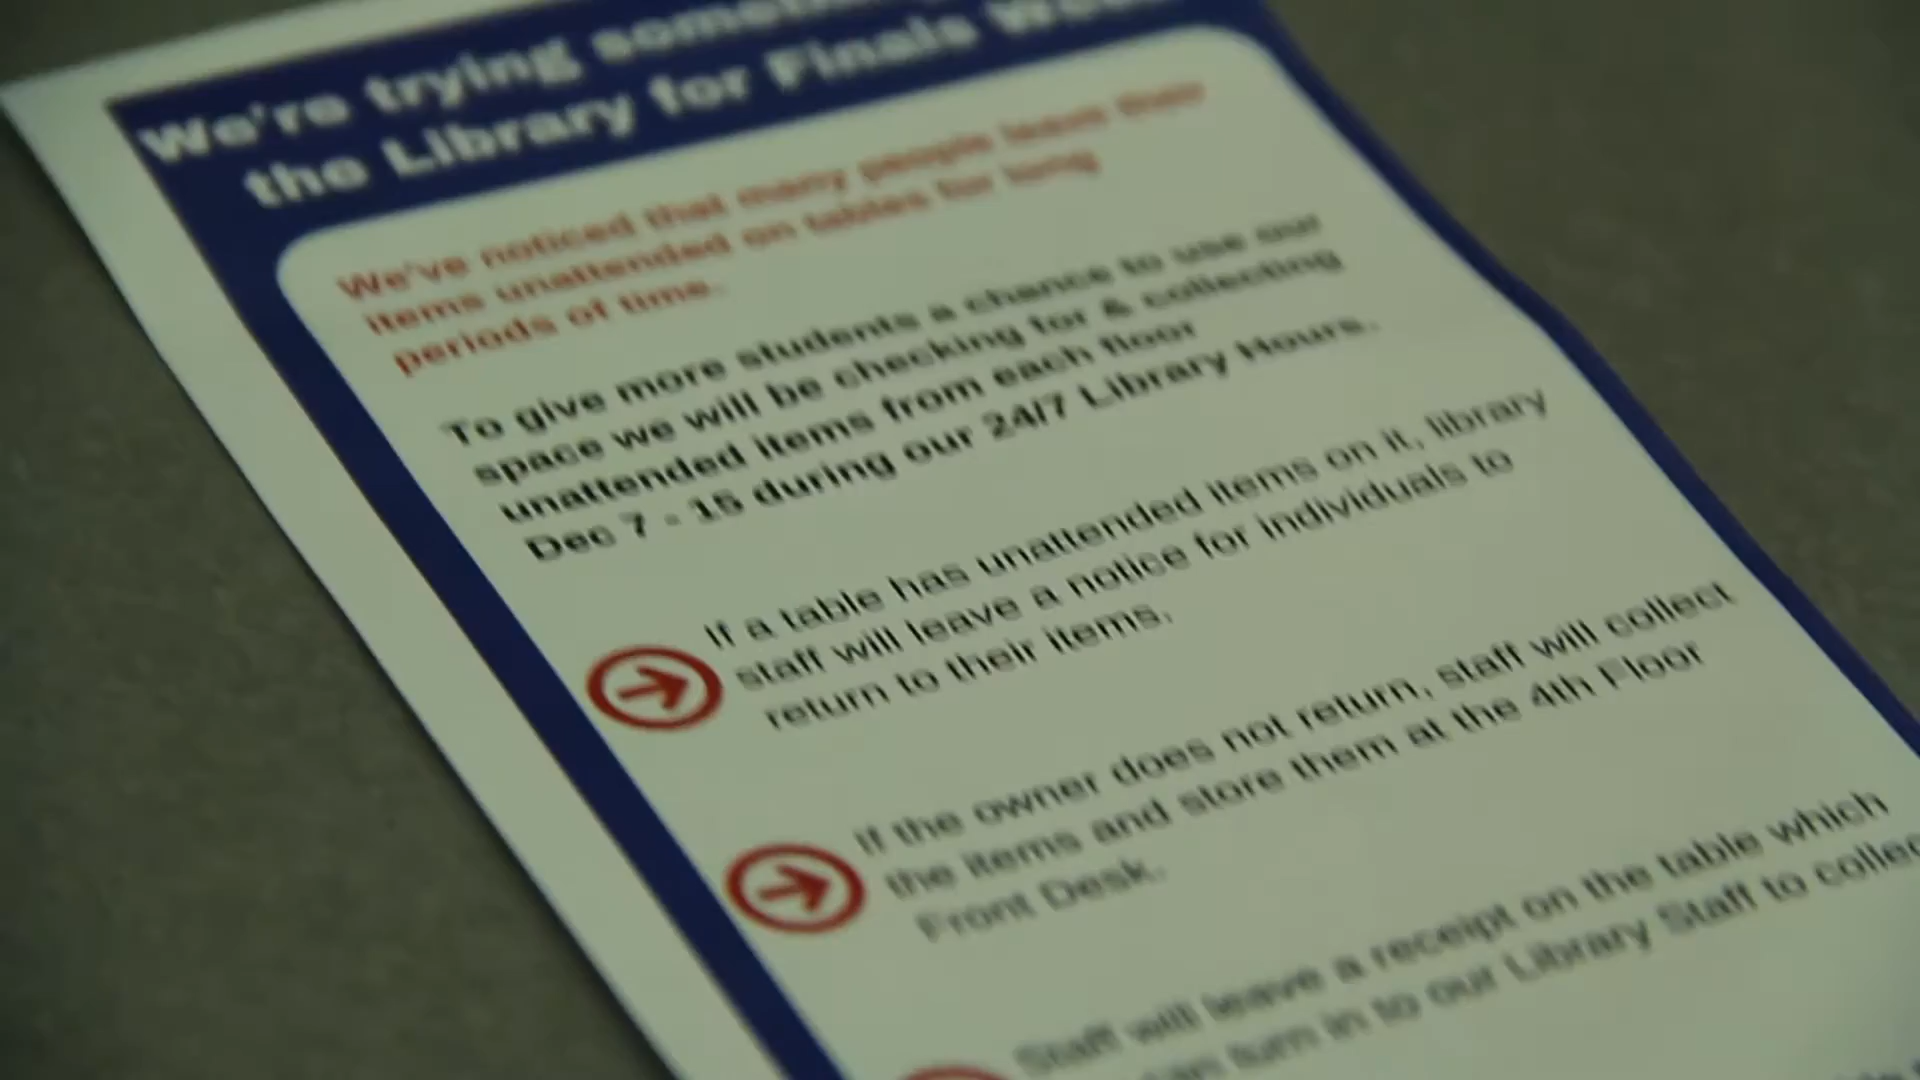 We're trying something
the Library for Finals Week
We've noticed that many people leave their
items unattended on tables for long
periods of time.
To give more students a chance to use our
space we will be checking for & collecting
unattended items from each floor
Dec 7 - 15 during our 24/7 Library Hours.
If a table has unattended items on it, library
staff will leave a notice for individuals to
return to their items.
If the owner does not return, staff will collect
the items and store them at the 4th Floor
Front Desk.
Staff will leave a receipt on the table which
can turn in to our Library Staff to collec